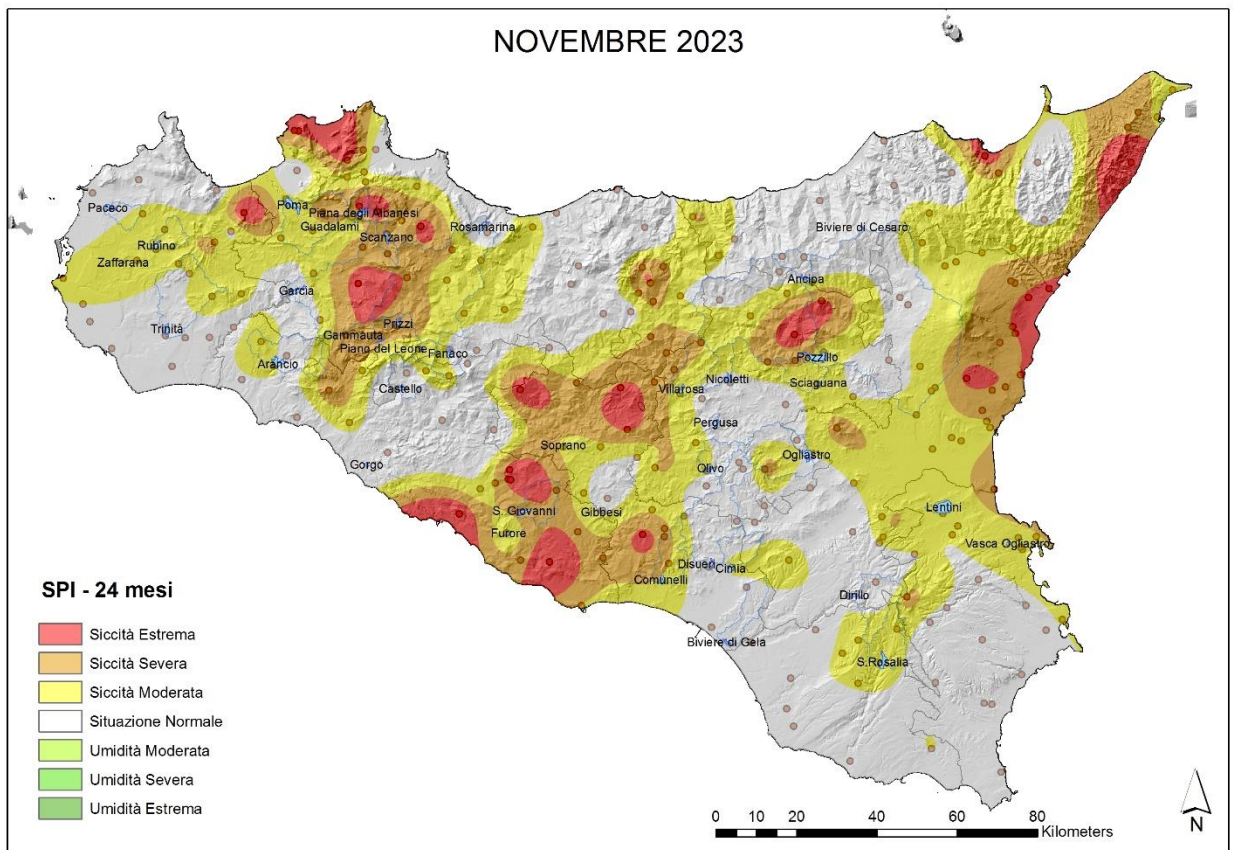 NOVEMBRE 2023
Paceco
Poma
Piana degli Albanesi
Guadalami
Scanzano
Rosamarina
Rubino
Zaffarana
Biviere di Cesaro
Ancipa
Garcia
Trinità
Gammauta
Prizzi
Piano del Leone
Fanaco
Arancio
Castello
Pozzillo
Nicoletti
Sciaguana
Villarosa
Pergusa
Soprano
Ogliastro
Gorgo
Olivo
S. Giovanni
Gibbesi
Furore
Lentini
Vasca Ogliastro
Disueri
Cimia
Comunelli
Dirillo
Biviere di Gela
S.Rosalia
SPI - 24 mesi
Siccità Estrema
Siccità Severa
Siccità Moderata
Situazione Normale
Umidità Moderata
Umidità Severa
Umidità Estrema
0 10 20 40 60 80
Kilometers
N